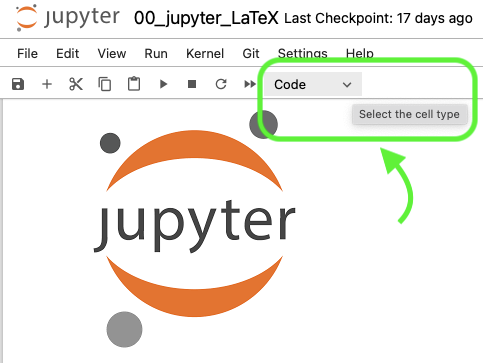 jupyter 00_jupyter_LaTeX Last Checkpoint: 17 days ago
File Edit View Run Kernel Git Settings Help
Code
Select the cell type
jupyter